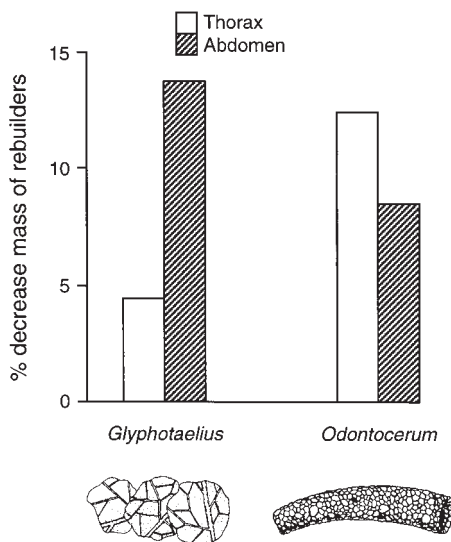 Thorax
Abdomen
% decrease mass of rebuilders
15
10
5
0
Glyphotaelius
Odontocerum